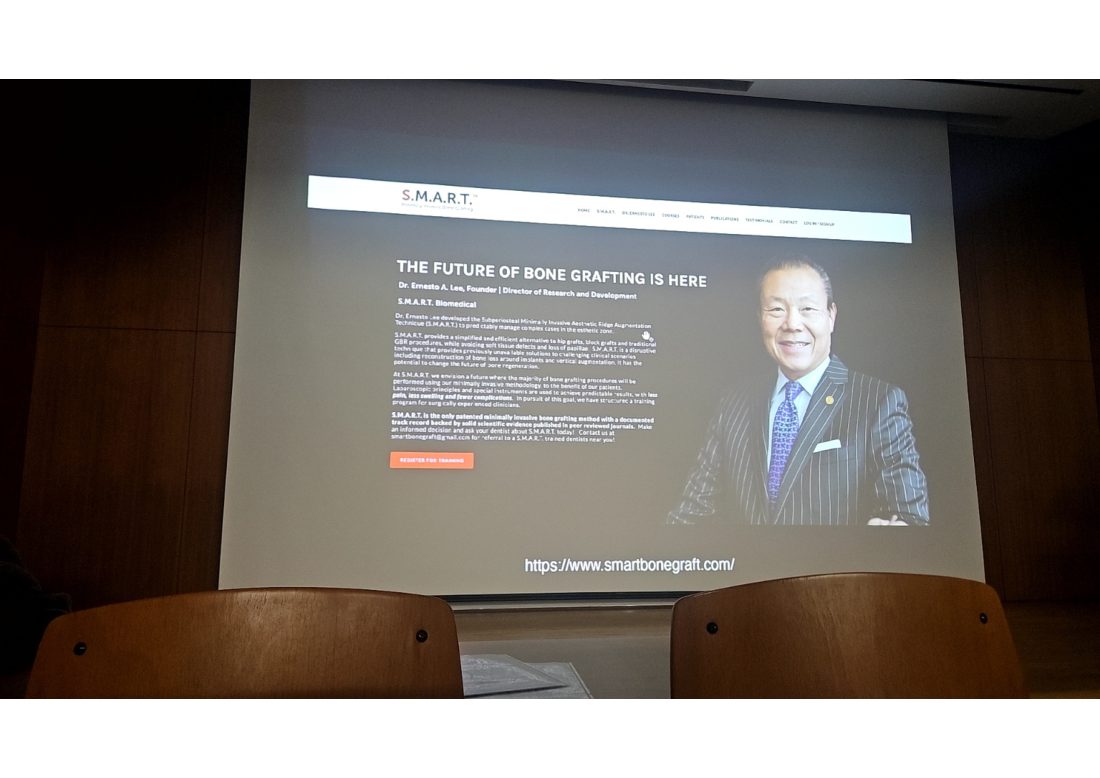 S.M.A.R.T.™
HOME S.M.A.R.T. DR. ERNESTO LEE COURSES PATIENTS PUBLICATIONS TESTIMONIALS CONTACT LOG IN / SIGNUP
THE FUTURE OF BONE GRAFTING IS HERE
Dr. Ernesto A. Lee, Founder | Director of Research and Development
S.M.A.R.T. Biomedical
Dr. Ernesto Lee developed the Subperiosteal Minimally Invasive Aesthetic Ridge Augmentation
Technique (S.M.A.R.T.) to predictably manage complex cases in the esthetic zone.
S.M.A.R.T. provides a simplified and efficient alternative to hip grafts, block grafts and traditional
GBR procedures, while avoiding soft tissue defects and loss of papillae. S.M.A.R.T. is a disruptive
technique that provides previously unavailable solutions to challenging clinical scenarios
including reconstruction of bone loss around implants and vertical augmentation. It has the
potential to change the future of bone regeneration.
At S.M.A.R.T. we envision a future where the majority of bone grafting procedures will be
performed using our minimally invasive methodology, to the benefit of our patients.
Laparoscopic principles and special instruments are used to achieve predictable results, with less
pain, less swelling and fewer complications. In pursuit of this goal, we have structured a training
program for surgically experienced clinicians.
S.M.A.R.T. is the only patented minimally invasive bone grafting method with a documented
track record backed by solid scientific evidence published in peer reviewed journals. Make
an informed decision and ask your dentist about S.M.A.R.T. today! Contact us at
smartbonegraft@gmail.com for referral to a S.M.A.R.T. trained dentists near you!
REGISTER FOR TRAINING
https://www.smartbonegraft.com/